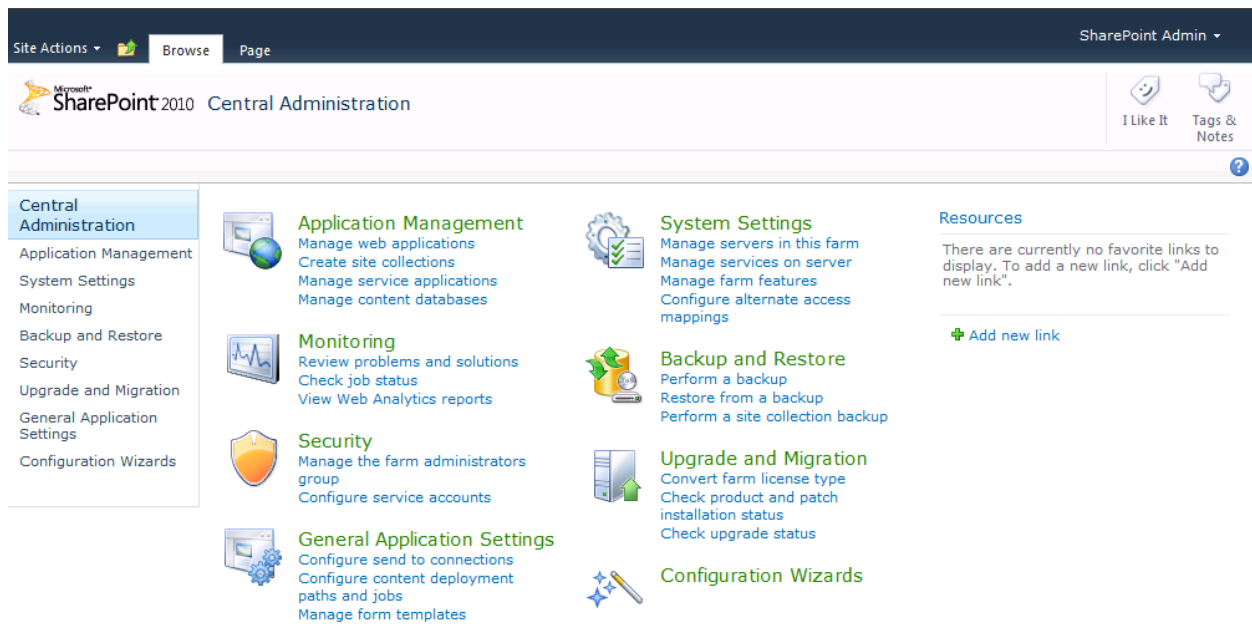 SharePoint Admin
Site Actions
Browse
Page
Microsoft®
SharePoint 2010 Central Administration
I Like It
Tags &
Notes
Central
Administration
Application Management
System Settings
Monitoring
Backup and Restore
Security
Upgrade and Migration
General Application
Settings
Configuration Wizards
Application Management
Manage web applications
Create site collections
Manage service applications
Manage content databases
Monitoring
Review problems and solutions
Check job status
View Web Analytics reports
Security
Manage the farm administrators
group
Configure service accounts
General Application Settings
Configure send to connections
Configure content deployment
paths and jobs
Manage form templates
System Settings
Manage servers in this farm
Manage services on server
Manage farm features
Configure alternate access
mappings
Backup and Restore
Perform a backup
Restore from a backup
Perform a site collection backup
Upgrade and Migration
Convert farm license type
Check product and patch
installation status
Check upgrade status
Configuration Wizards
Resources
There are currently no favorite links to
display. To add a new link, click "Add
new link".
Add new link